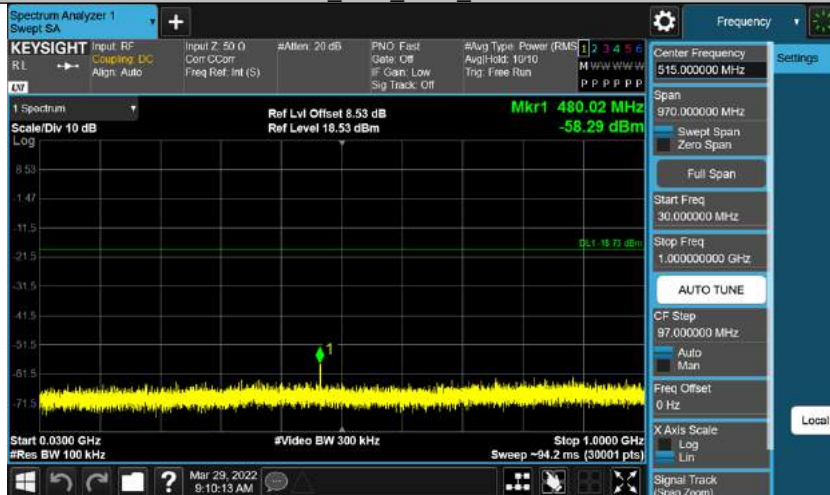 Spectrum Analyzer 1
Swept SA
+
Frequency
KEYSIGHT
RL
Input: RF
Coupling: DC
Align: Auto
Input Z: 50 Ω
Corr CCorr
Freq Ref: Int (S)
#Atten: 20 dB
PNO: Fast
Gate: Off
IF Gain: Low
Sig Track: Off
#Avg Type: Power (RMS
Avg|Hold: 10/10
Trig: Free Run
1 2 3 4 5 6
M W W W W W
P P P P P P
1 Spectrum
Scale/Div 10 dB
Log
Ref Lvl Offset 8.53 dB
Ref Level 18.53 dBm
Mkr1 480.02 MHz
-58.29 dBm
8.53
-1.47
-11.5
DL1 -18.73 dBm
-21.5
-31.5
-41.5
-51.5
1
-61.5
-71.5
Start 0.0300 GHz
#Res BW 100 kHz
#Video BW 300 kHz
Stop 1.0000 GHz
Sweep ~94.2 ms (30001 pts)
Mar 29, 2022
9:10:13 AM
Center Frequency
515.000000 MHz
Settings
Span
970.000000 MHz
Swept Span
Zero Span
Full Span
Start Freq
30.000000 MHz
Stop Freq
1.000000000 GHz
AUTO TUNE
CF Step
97.000000 MHz
Auto
Man
Freq Offset
0 Hz
Local
X Axis Scale
Log
Lin
Signal Track
(Span Zoom)